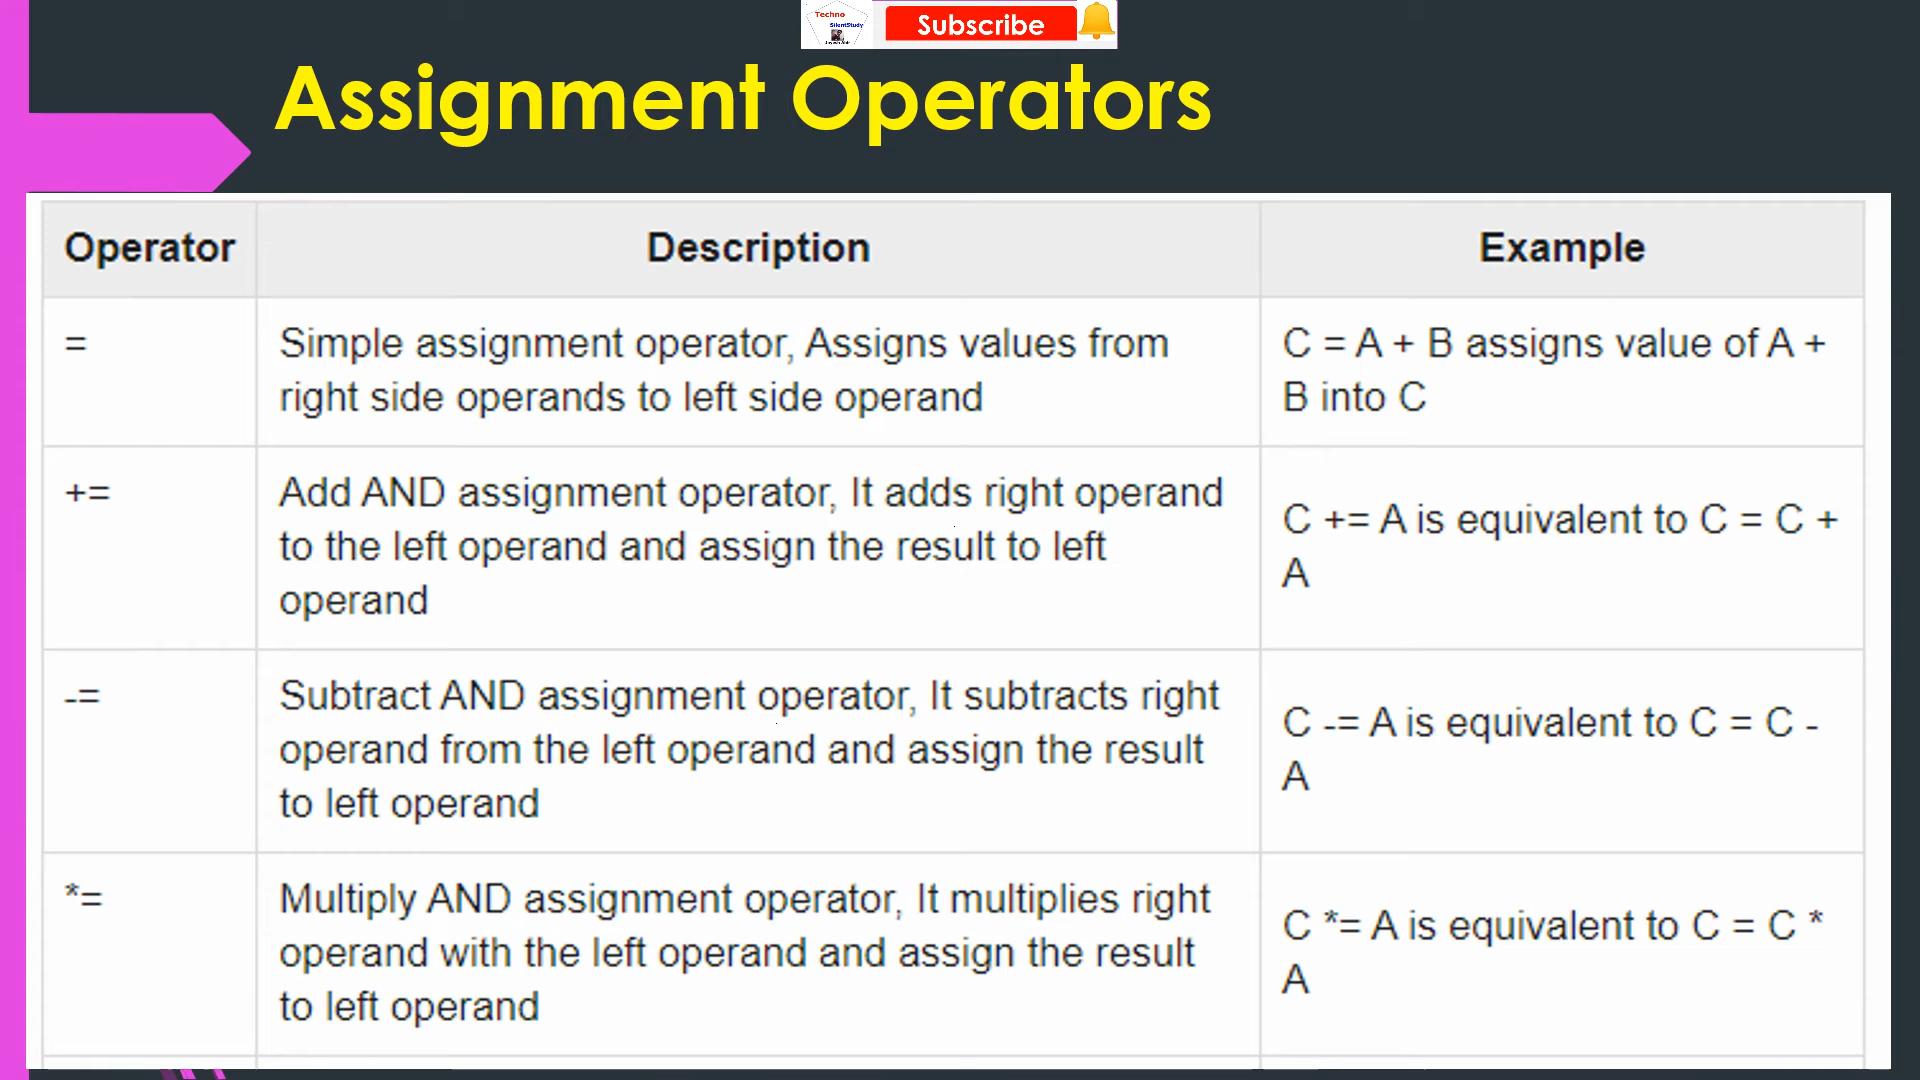 Techno
SilentStudy
Subscribe
Assignment Operators
Operator
Description
Example
=
Simple assignment operator, Assigns values from
right side operands to left side operand
C = A + B assigns value of A +
B into C
+=
Add AND assignment operator, It adds right operand
to the left operand and assign the result to left
operand
C += A is equivalent to C = C +
A
-=
Subtract AND assignment operator, It subtracts right
operand from the left operand and assign the result
to left operand
C -= A is equivalent to C = C -
A
*=
Multiply AND assignment operator, It multiplies right
operand with the left operand and assign the result
to left operand
C *= A is equivalent to C = C *
A